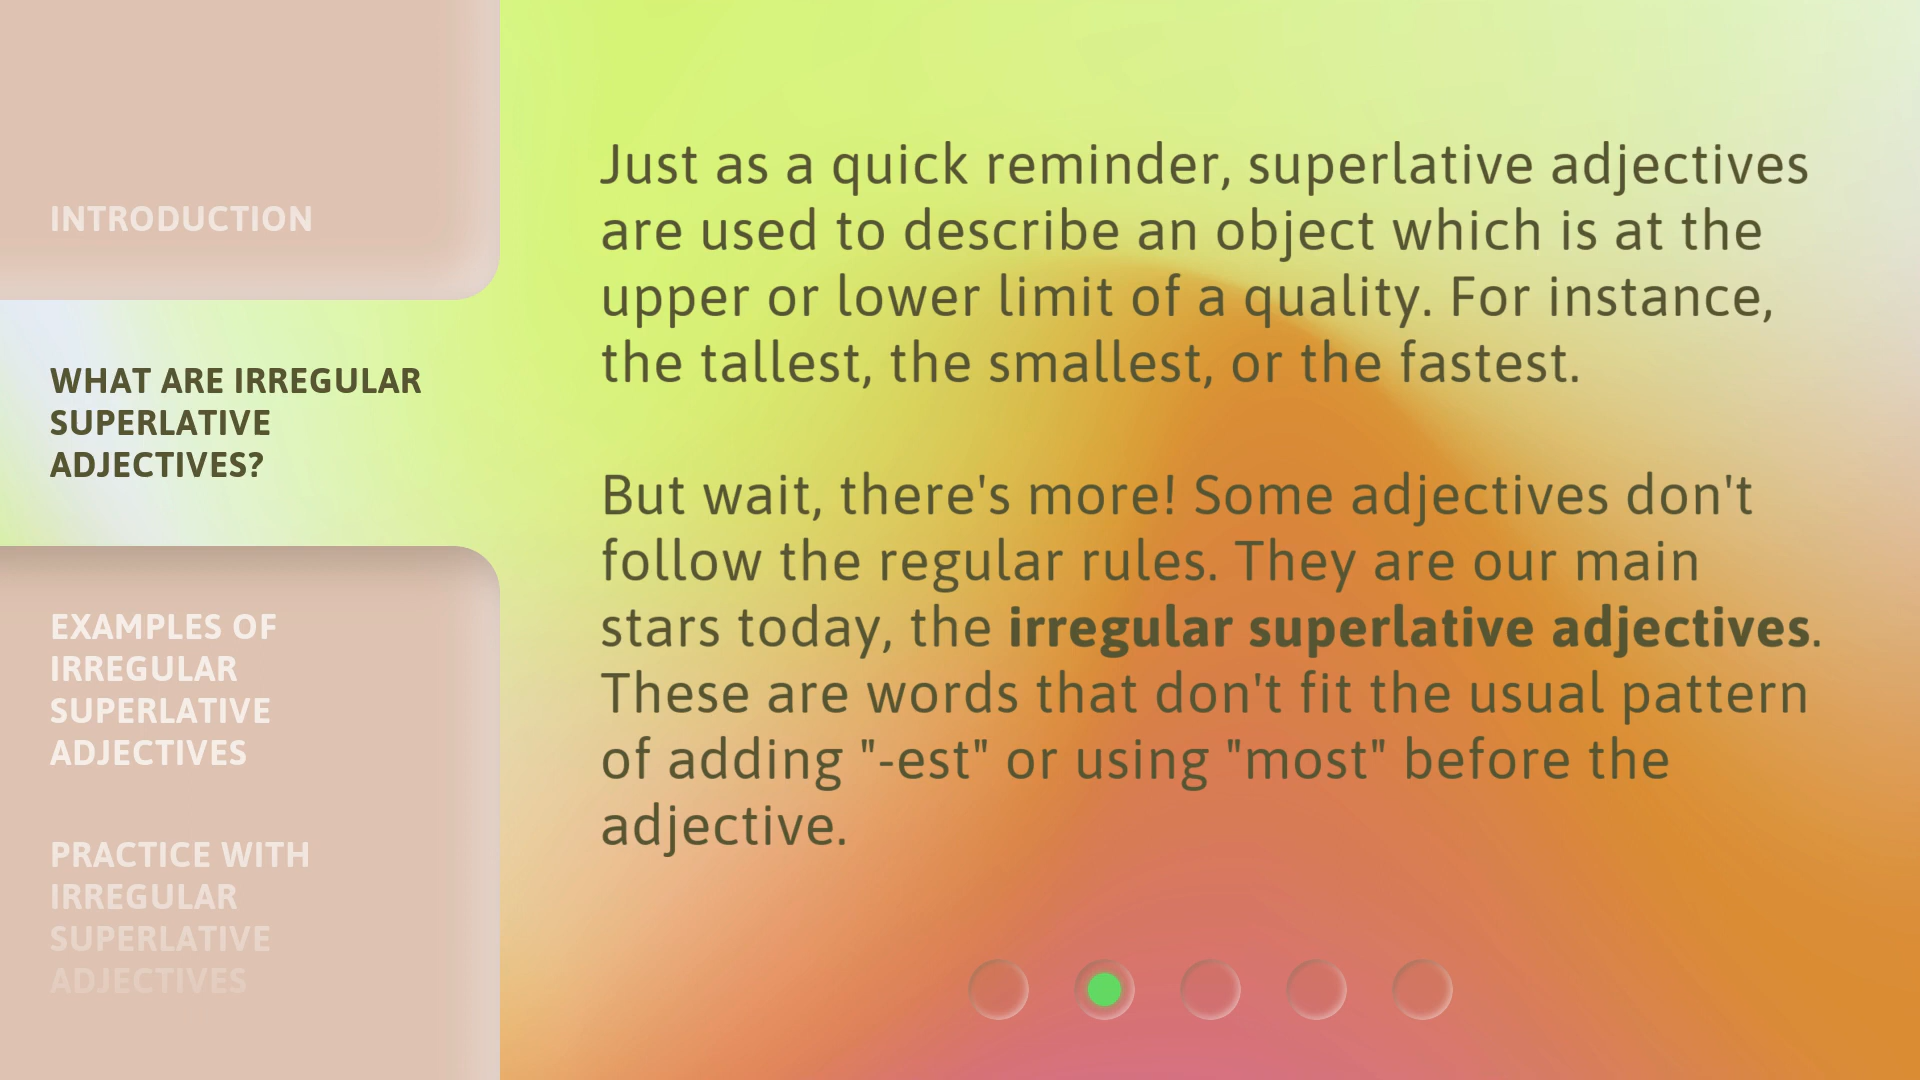 INTRODUCTION
WHAT ARE IRREGULAR
SUPERLATIVE
ADJECTIVES?
EXAMPLES OF
IRREGULAR
SUPERLATIVE
ADJECTIVES
PRACTICE WITH
IRREGULAR
SUPERLATIVE
ADJECTIVES
Just as a quick reminder, superlative adjectives
are used to describe an object which is at the
upper or lower limit of a quality. For instance,
the tallest, the smallest, or the fastest.
But wait, there's more! Some adjectives don't
follow the regular rules. They are our main
stars today, the irregular superlative adjectives.
These are words that don't fit the usual pattern
of adding "-est" or using "most" before the
adjective.